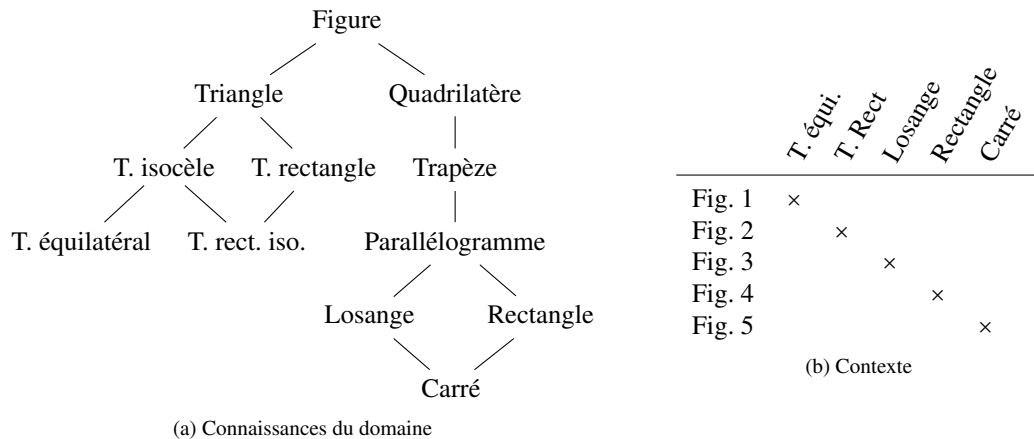 Figure
Triangle Quadrilatère
T. isocèle T. rectangle Trapèze
T. équilatéral T. rect. iso. Parallélogramme
Losange Rectangle
Carré
(a) Connaissances du domaine
T. équi. T. Rect Losange Rectangle Carré
Fig. 1 ×
Fig. 2 ×
Fig. 3 ×
Fig. 4 ×
Fig. 5 ×
(b) Contexte